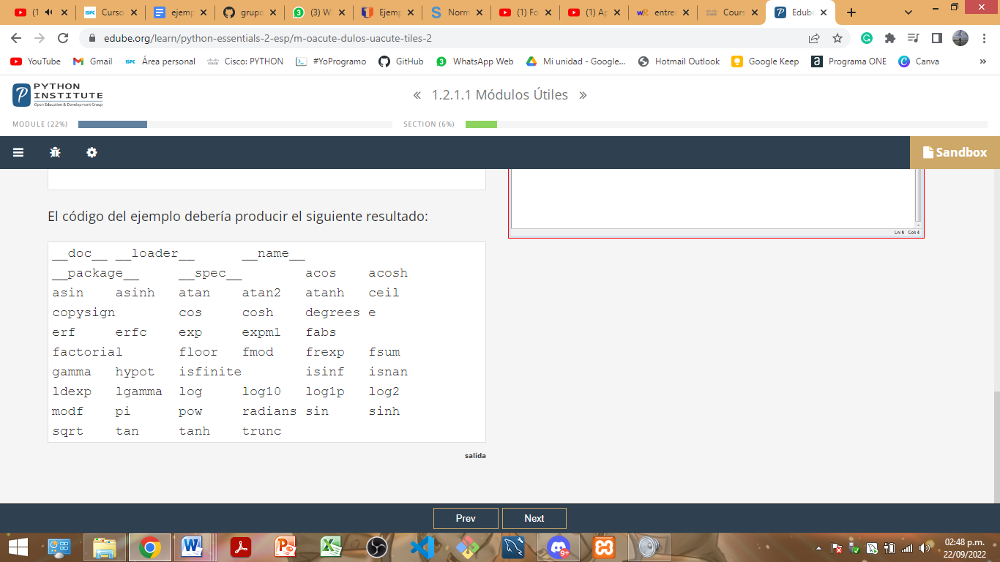 (1
Curso
ejemp
grupo
(3) W
Ejemp
Norm
(1) Fo
(1) Ap
entre
Cours
Edube
edube.org/learn/python-essentials-2-esp/m-oacute-dulos-uacute-tiles-2
YouTube Gmail Área personal Cisco: PYTHON #YoProgramo GitHub WhatsApp Web Mi unidad - Google... Hotmail Outlook Google Keep Programa ONE Canva »
PYTHON
INSTITUTE
Open Education & Development Group
« 1.2.1.1 Módulos Útiles »
MODULE (22%) SECTION (6%)
Sandbox
El código del ejemplo debería producir el siguiente resultado:
Ln: 6 Col: 4
__doc__ __loader__ __name__
__package__ __spec__ acos acosh
asin asinh atan atan2 atanh ceil
copysign cos cosh degrees e
erf erfc exp expm1 fabs
factorial floor fmod frexp fsum
gamma hypot isfinite isinf isnan
ldexp lgamma log log10 log1p log2
modf pi pow radians sin sinh
sqrt tan tanh trunc
salida
Prev Next
9+
02:48 p.m.
22/09/2022